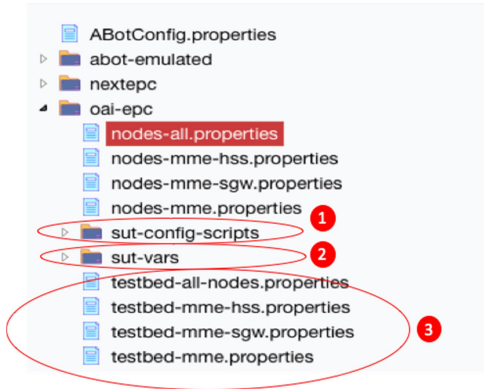 ABotConfig.properties
abot-emulated
nextepc
oai-epc
nodes-all.properties
nodes-mme-hss.properties
nodes-mme-sgw.properties
nodes-mme.properties
1
sut-config-scripts
sut-vars 2
testbed-all-nodes.properties
testbed-mme-hss.properties
testbed-mme-sgw.properties 3
testbed-mme.properties